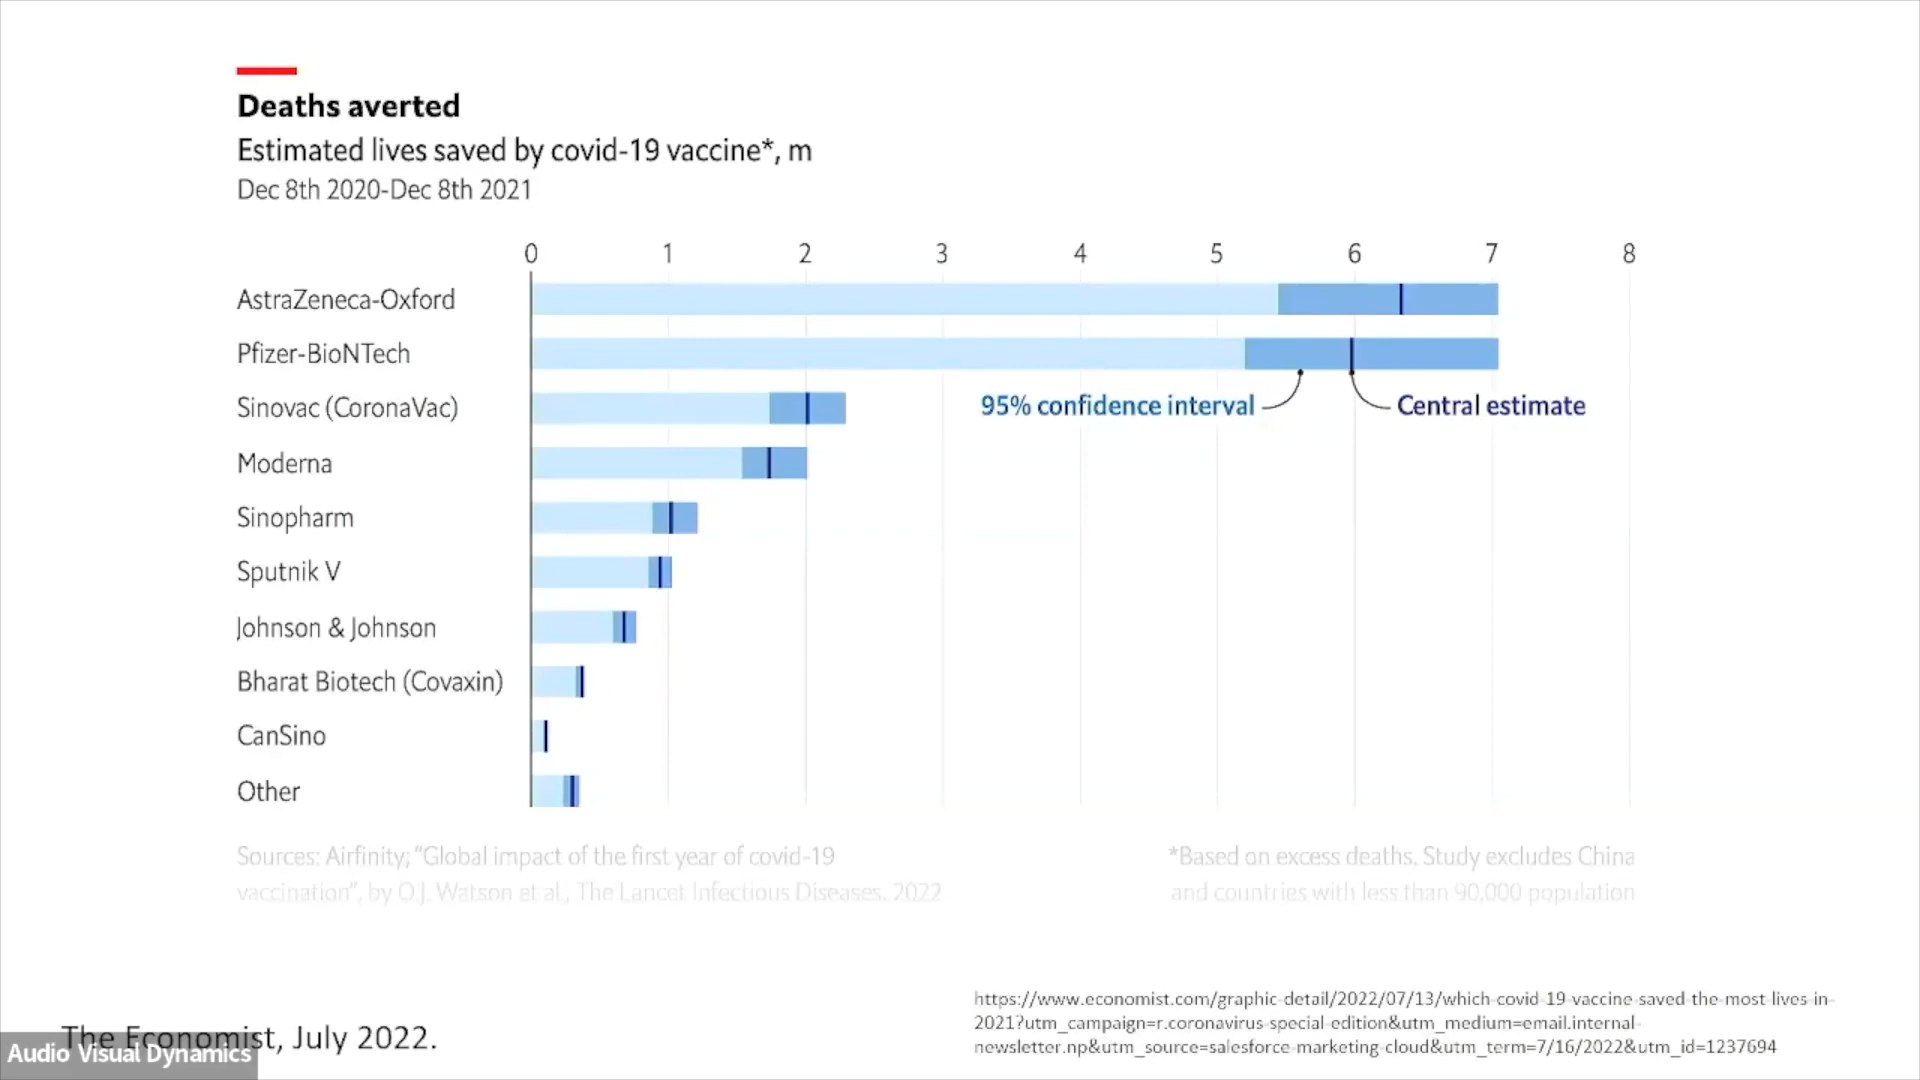 Deaths averted
Estimated lives saved by covid-19 vaccine*, m
Dec 8th 2020-Dec 8th 2021
0 1 2 3 4 5 6 7 8
AstraZeneca-Oxford
Pfizer-BioNTech
95% confidence interval
Central estimate
Sinovac (CoronaVac)
Moderna
Sinopharm
Sputnik V
Johnson & Johnson
Bharat Biotech (Covaxin)
CanSino
Other
Sources: Airfinity; "Global impact of the first year of covid-19
vaccination", by O.J. Watson et al., The Lancet Infectious Diseases, 2022
*Based on excess deaths. Study excludes China
and countries with less than 90,000 population
https://www.economist.com/graphic-detail/2022/07/13/which-covid-19-vaccine-saved-the-most-lives-in-
2021?utm_campaign=r.coronavirus-special-edition&utm_medium=email.internal-
newsletter.np&utm_source=salesforce-marketing-cloud&utm_term=7/16/2022&utm_id=1237694
The Economist, July 2022.
Audio Visual Dynamics